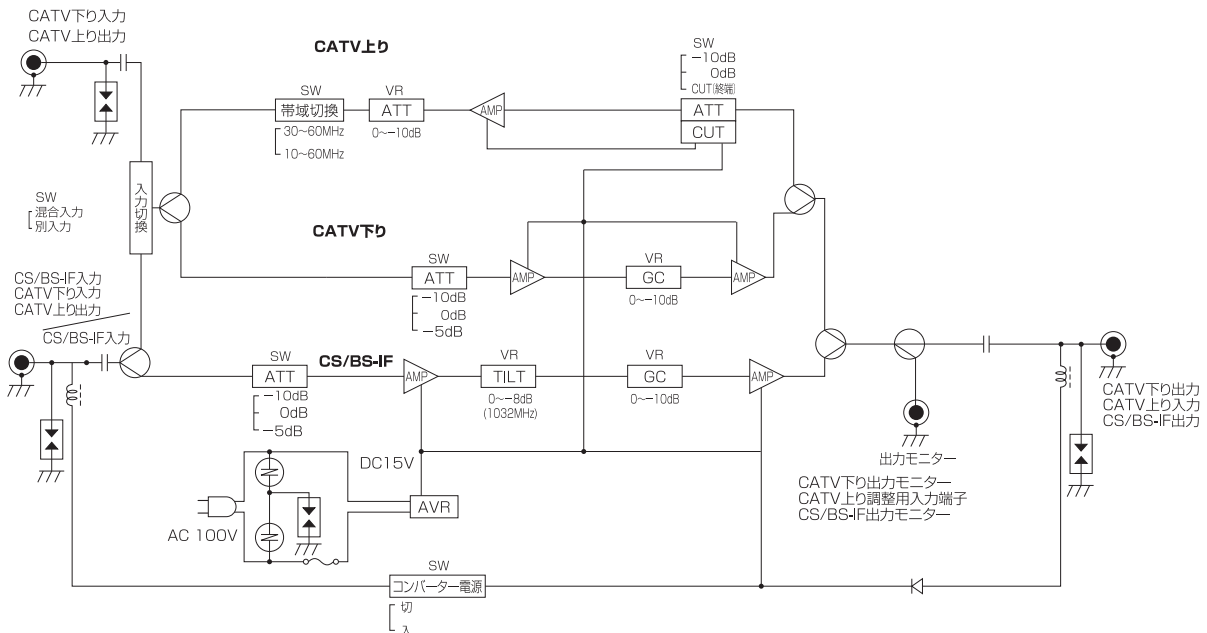 CATV下り入力
CATV上り出力
CATV上り
SW
-10dB
0dB
CUT(終端)
SW
帯域切換
30~60MHz
10~60MHz
VR
ATT
0~-10dB
AMP
ATT
CUT
SW
混合入力
別入力
入力切換
CATV下り
SW
ATT
-10dB
0dB
-5dB
AMP
VR
GC
0~-10dB
AMP
CS/BS-IF入力
CATV下り入力
CATV上り出力
CS/BS-IF入力
CS/BS-IF
SW
ATT
-10dB
0dB
-5dB
AMP
VR
TILT
0~-8dB
(1032MHz)
VR
GC
0~-10dB
AMP
CATV下り出力
CATV上り入力
CS/BS-IF出力
出力モニター
CATV下り出力モニター
CATV上り調整用入力端子
CS/BS-IF出力モニター
DC15V
AVR
AC 100V
SW
コンバーター電源
切
入